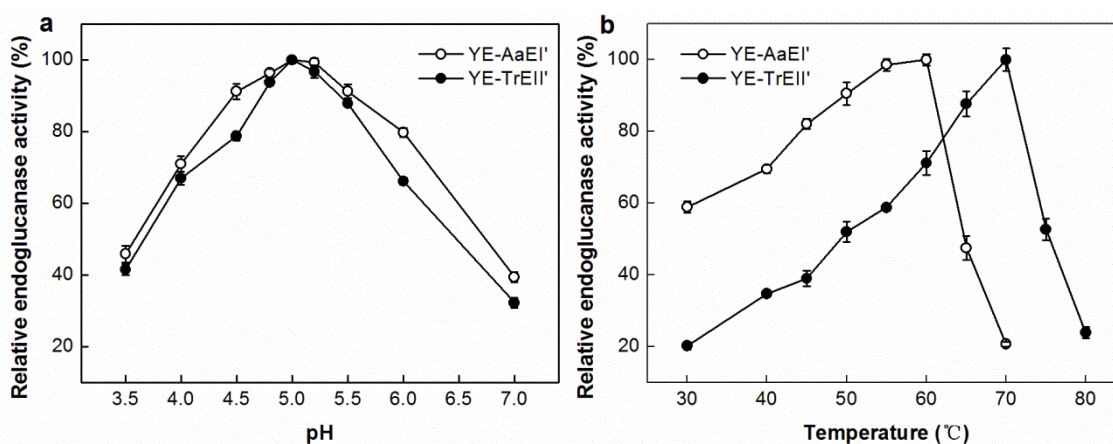 a
Relative endoglucanase activity (%)
100
80
60
40
20
YE-AaEI'
YE-TrEII'
3.5 4.0 4.5 5.0 5.5 6.0 6.5 7.0
pH
b
Relative endoglucanase activity (%)
100
80
60
40
20
YE-AaEI'
YE-TrEII'
30 40 50 60 70 80
Temperature (℃)